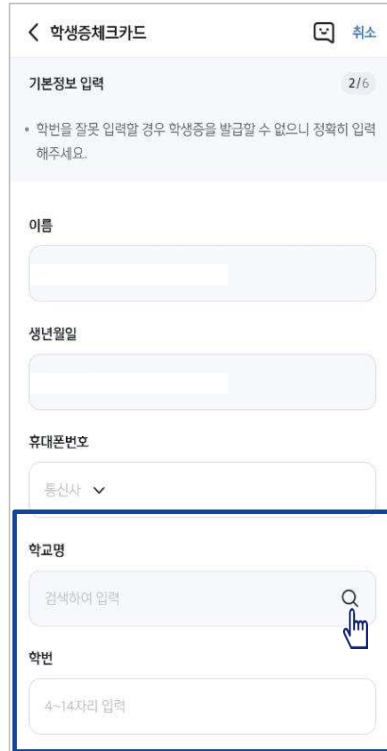 학생증체크카드
취소
기본정보 입력
2/6
• 학번을 잘못 입력할 경우 학생증을 발급할 수 없으니 정확히 입력
해주세요.
이름
생년월일
휴대폰번호
통신사
학교명
검색하여 입력
학번
4~14자리 입력